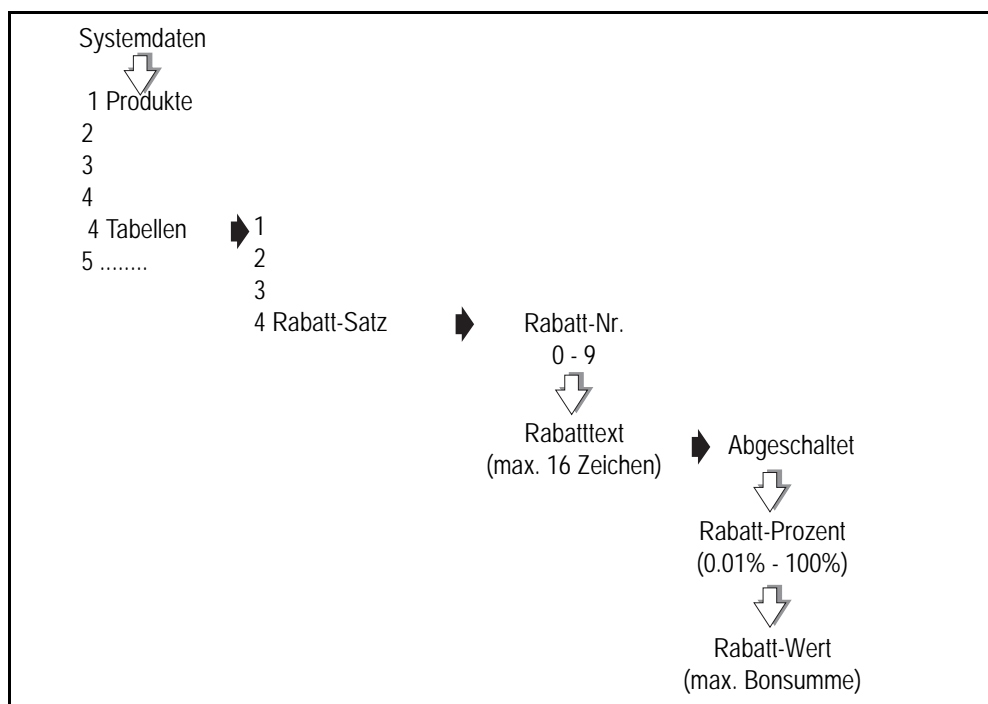 Systemdaten
1 Produkte
2
3
4
4 Tabellen 1
5 ........ 2
3
4 Rabatt-Satz Rabatt-Nr.
0 - 9
Rabatttext Abgeschaltet
(max. 16 Zeichen)
Rabatt-Prozent
(0.01% - 100%)
Rabatt-Wert
(max. Bonsumme)